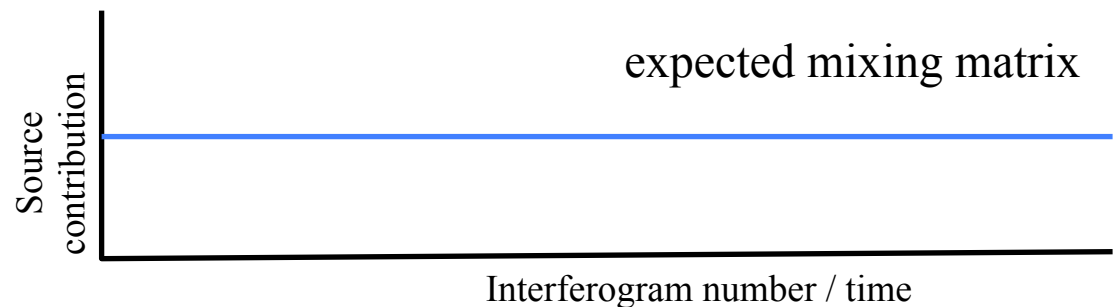 expected mixing matrix
Source
contribution
Interferogram number / time